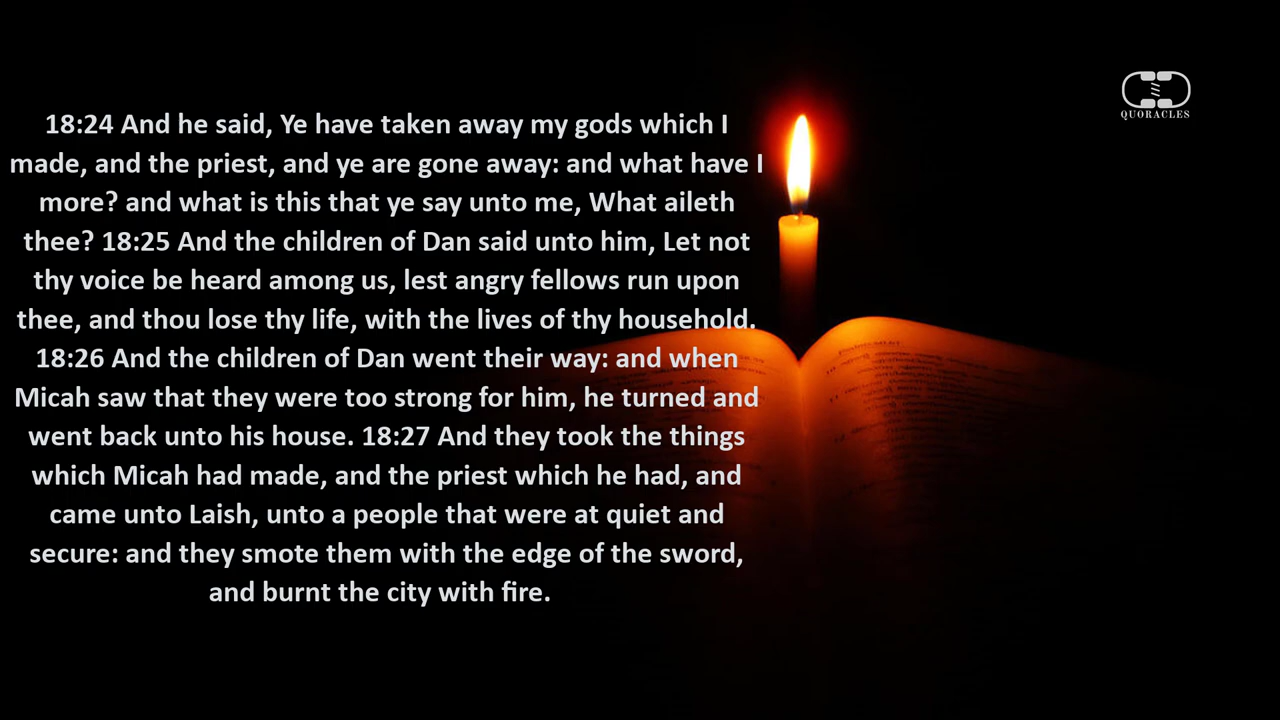 18:24 And he said, Ye have taken away my gods which I
made, and the priest, and ye are gone away: and what have I
more? and what is this that ye say unto me, What aileth
thee? 18:25 And the children of Dan said unto him, Let not
thy voice be heard among us, lest angry fellows run upon
thee, and thou lose thy life, with the lives of thy household.
18:26 And the children of Dan went their way: and when
Micah saw that they were too strong for him, he turned and
went back unto his house. 18:27 And they took the things
which Micah had made, and the priest which he had, and
came unto Laish, unto a people that were at quiet and
secure: and they smote them with the edge of the sword,
and burnt the city with fire.
QUORACLES